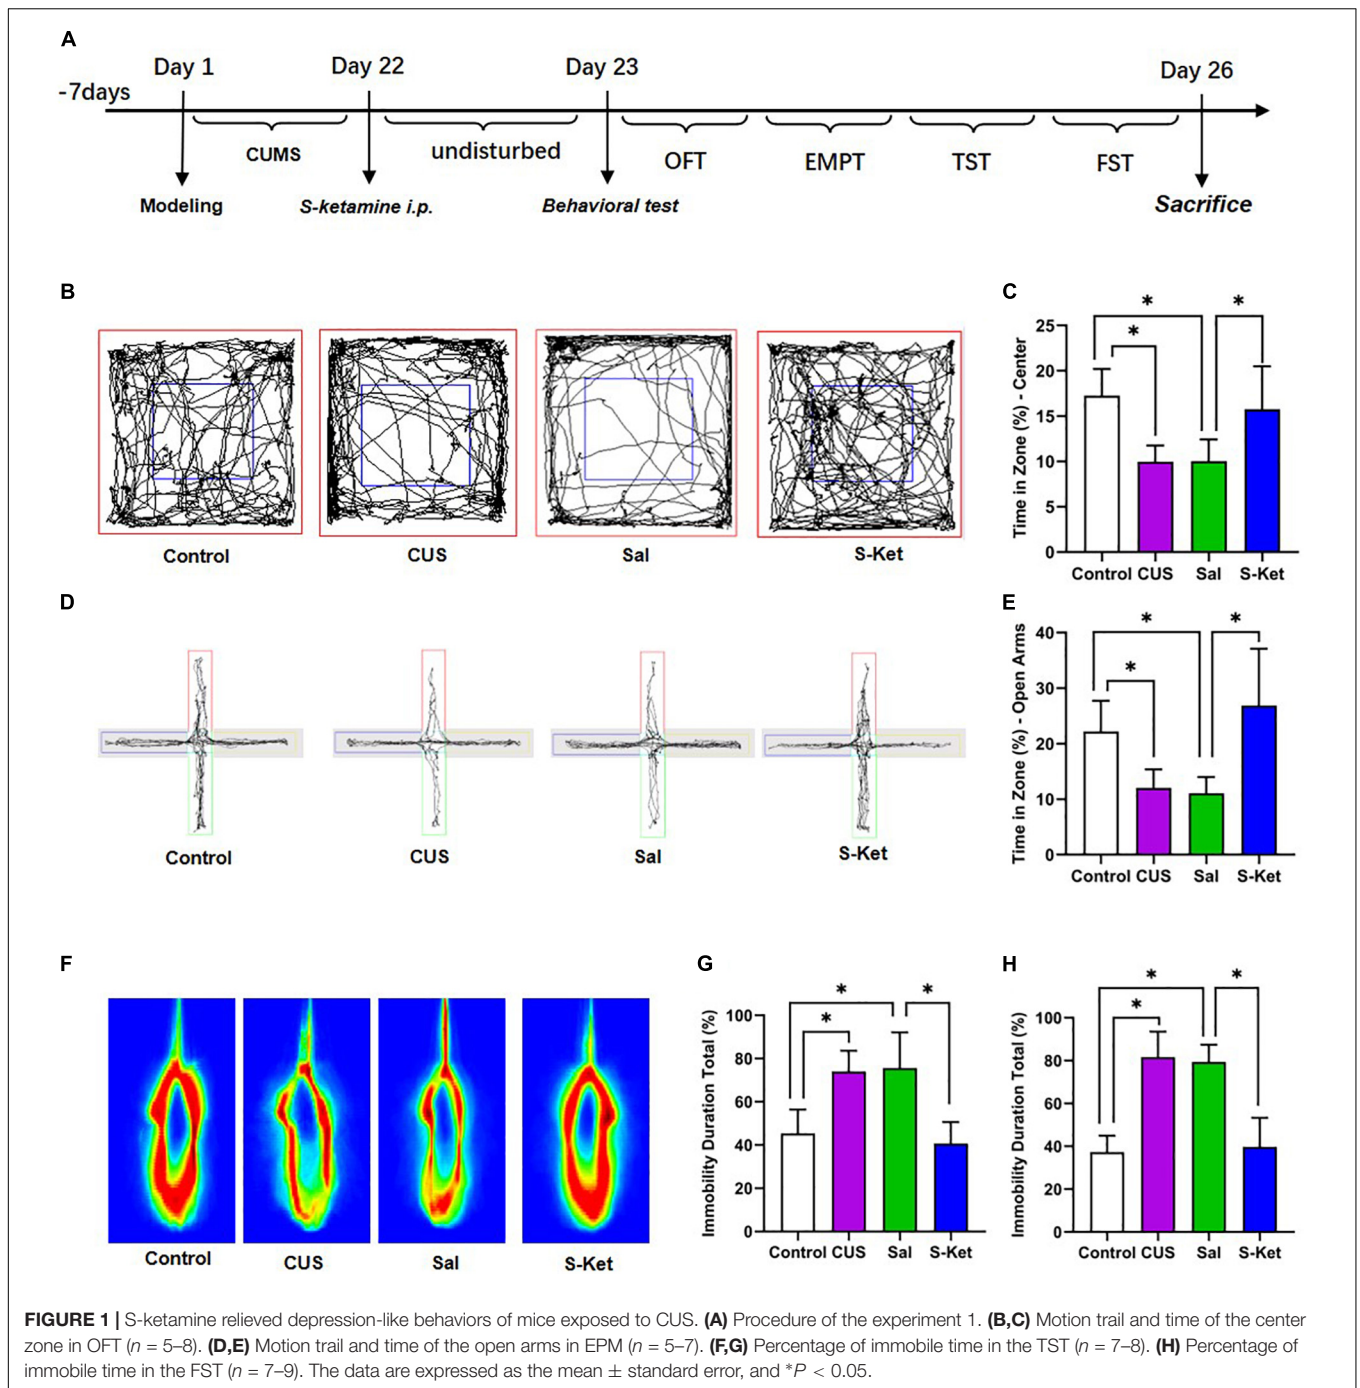 A
-7days
Day 1
Day 22
Day 23
Day 26
CUMS
undisturbed
OFT
EMPT
TST
FST
Modeling
S-ketamine i.p.
Behavioral test
Sacrifice
B
Control
CUS
Sal
S-Ket
C
Time in Zone (%) - Center
25
20
15
10
5
0
*
*
*
Control CUS Sal S-Ket
D
Control
CUS
Sal
S-Ket
E
Time in Zone (%) - Open Arms
40
30
20
10
0
*
*
*
Control CUS Sal S-Ket
F
Control
CUS
Sal
S-Ket
G
Immobility Duration Total (%)
100
80
60
40
20
0
*
*
*
Control CUS Sal S-Ket
H
Immobility Duration Total (%)
100
80
60
40
20
0
*
*
*
Control CUS Sal S-Ket
FIGURE 1 | S-ketamine relieved depression-like behaviors of mice exposed to CUS. (A) Procedure of the experiment 1. (B,C) Motion trail and time of the center
zone in OFT (n = 5–8). (D,E) Motion trail and time of the open arms in EPM (n = 5–7). (F,G) Percentage of immobile time in the TST (n = 7–8). (H) Percentage of
immobile time in the FST (n = 7–9). The data are expressed as the mean ± standard error, and *P < 0.05.